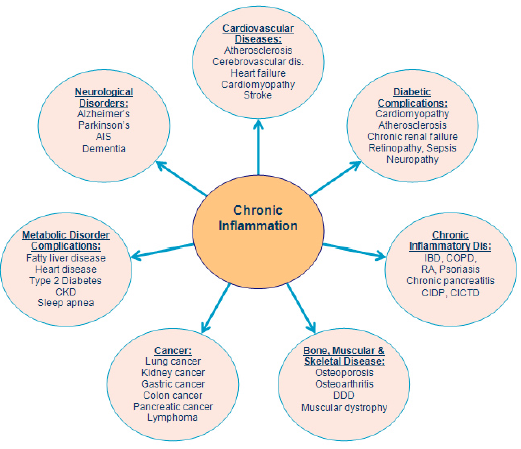 Cardiovascular
Diseases:
Atherosclerosis
Cerebrovascular dis.
Heart failure
Cardiomyopathy
Stroke
Neurological
Disorders:
Alzheimer's
Parkinson's
AIS
Dementia
Diabetic
Complications:
Cardiomyopathy
Atherosclerosis
Chronic renal failure
Retinopathy, Sepsis
Neuropathy
Chronic
Inflammation
Metabolic Disorder
Complications:
Fatty liver disease
Heart disease
Type 2 Diabetes
CKD
Sleep apnea
Chronic
Inflammatory Dis:
IBD, COPD,
RA, Psoriasis
Chronic pancreatitis
CIDP, CICTD
Cancer:
Lung cancer
Kidney cancer
Gastric cancer
Colon cancer
Pancreatic cancer
Lymphoma
Bone, Muscular &
Skeletal Disease:
Osteoporosis
Osteoarthritis
DDD
Muscular dystrophy